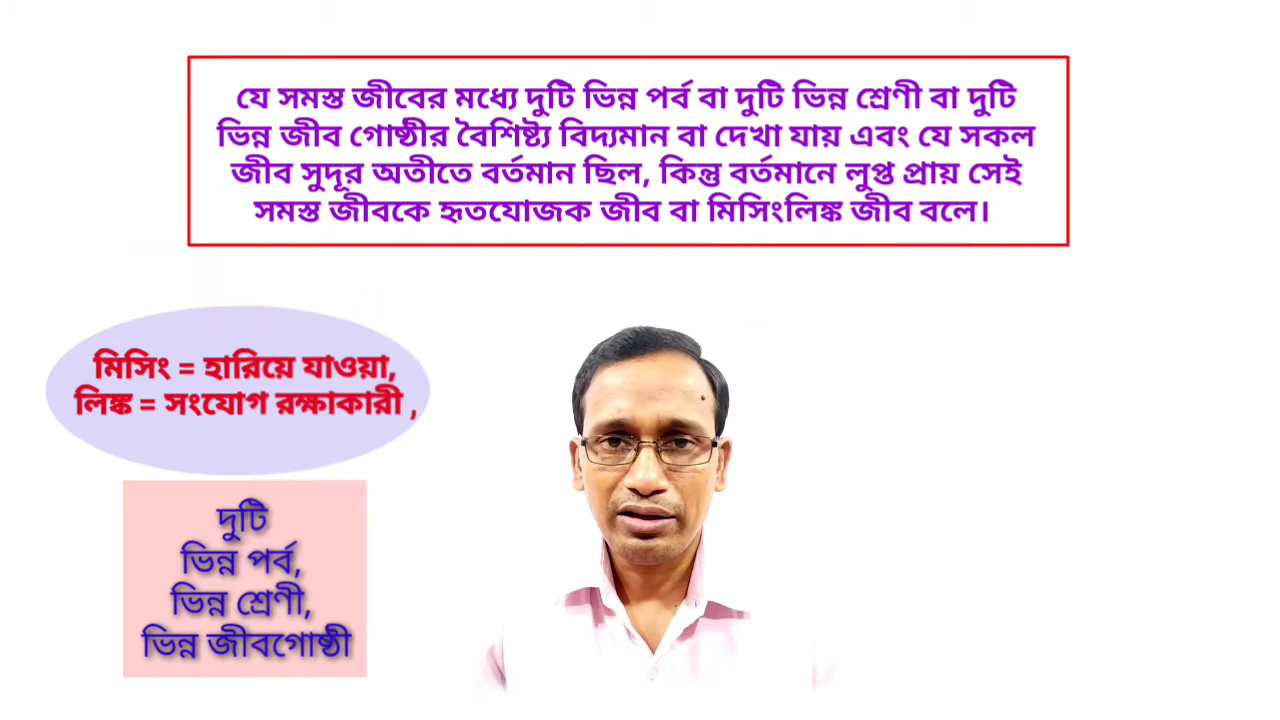 যে সমস্ত জীবের মধ্যে দুটি ভিন্ন পর্ব বা দুটি ভিন্ন শ্রেণী বা দুটি
ভিন্ন জীব গোষ্ঠীর বৈশিষ্ট্য বিদ্যমান বা দেখা যায় এবং যে সকল
জীব সুদূর অতীতে বর্তমান ছিল, কিন্তু বর্তমানে লুপ্ত প্রায় সেই
সমস্ত জীবকে হৃতযোজক জীব বা মিসিংলিঙ্ক জীব বলে।
মিসিং = হারিয়ে যাওয়া,
লিঙ্ক = সংযোগ রক্ষাকারী ,
দুটি
ভিন্ন পর্ব,
ভিন্ন শ্রেণী,
ভিন্ন জীবগোষ্ঠী